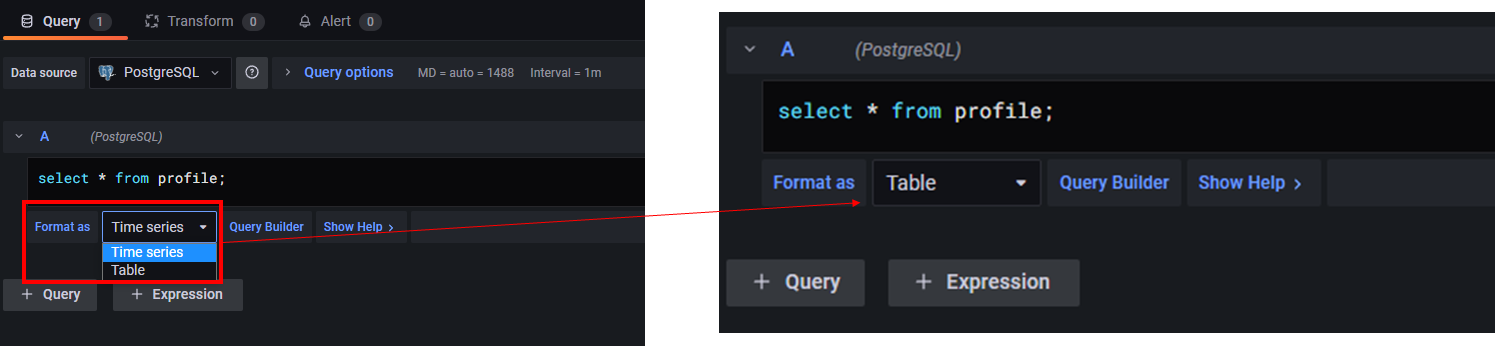 Query 1 Transform 0 Alert 0
Data source PostgreSQL Query options MD = auto = 1488 Interval = 1m
A (PostgreSQL)
select * from profile;
Format as Time series Query Builder Show Help >
Time series
Table
+ Query + Expression
A (PostgreSQL)
select * from profile;
Format as Table Query Builder Show Help >
+ Query + Expression